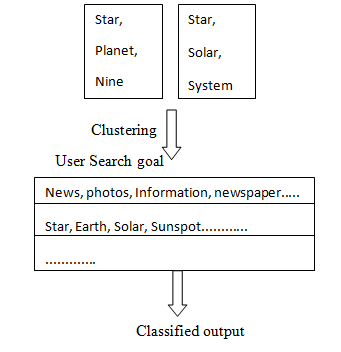 Star,
Planet,
Nine
Star,
Solar,
System
Clustering
User Search goal
News, photos, Information, newspaper.....
Star, Earth, Solar, Sunspot............
.............
Classified output